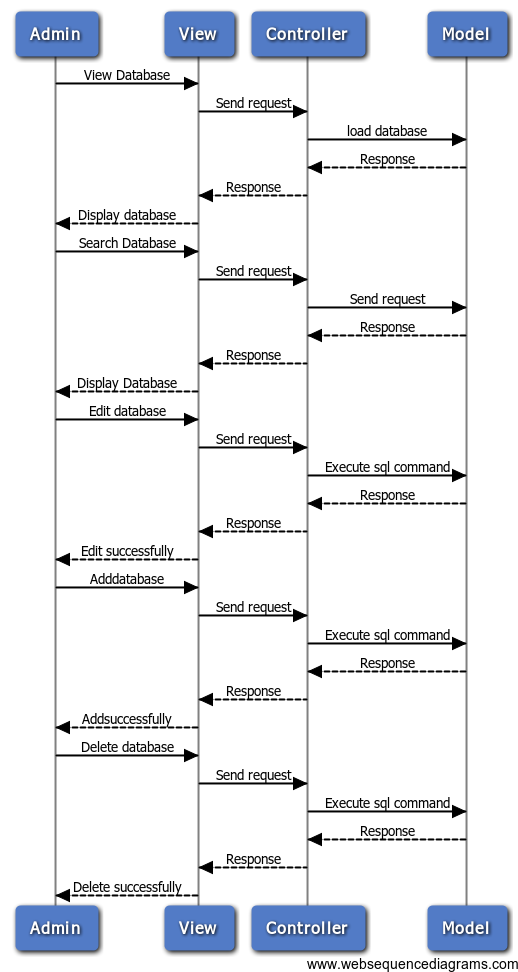 Admin View Controller Model
View Database
Send request
load database
Response
Response
Display database
Search Database
Send request
Send request
Response
Response
Display Database
Edit database
Send request
Execute sql command
Response
Response
Edit successfully
Adddatabase
Send request
Execute sql command
Response
Response
Addsuccessfully
Delete database
Send request
Execute sql command
Response
Response
Delete successfully
Admin View Controller Model
www.websequencediagrams.com